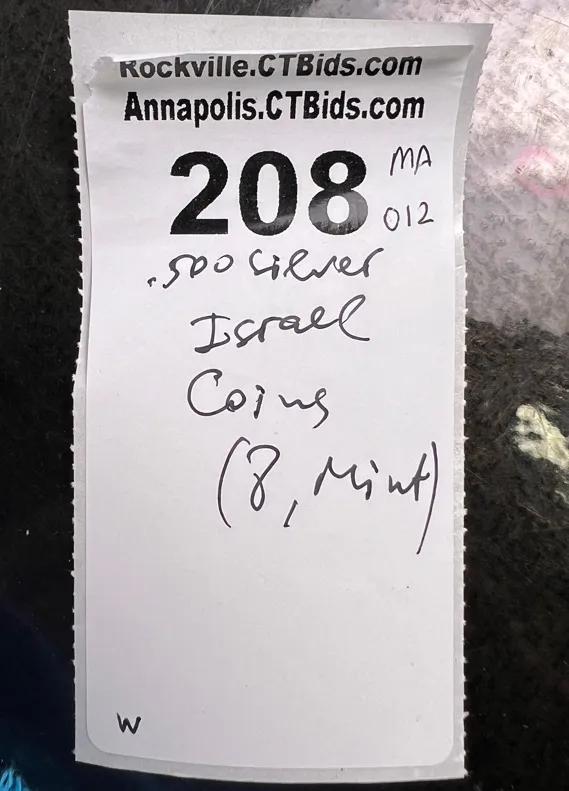 Rockville.CTBids.com
Annapolis.CTBids.com
208 MA
012
.500 Silver
Israel
Coins
(8, Mint)
W